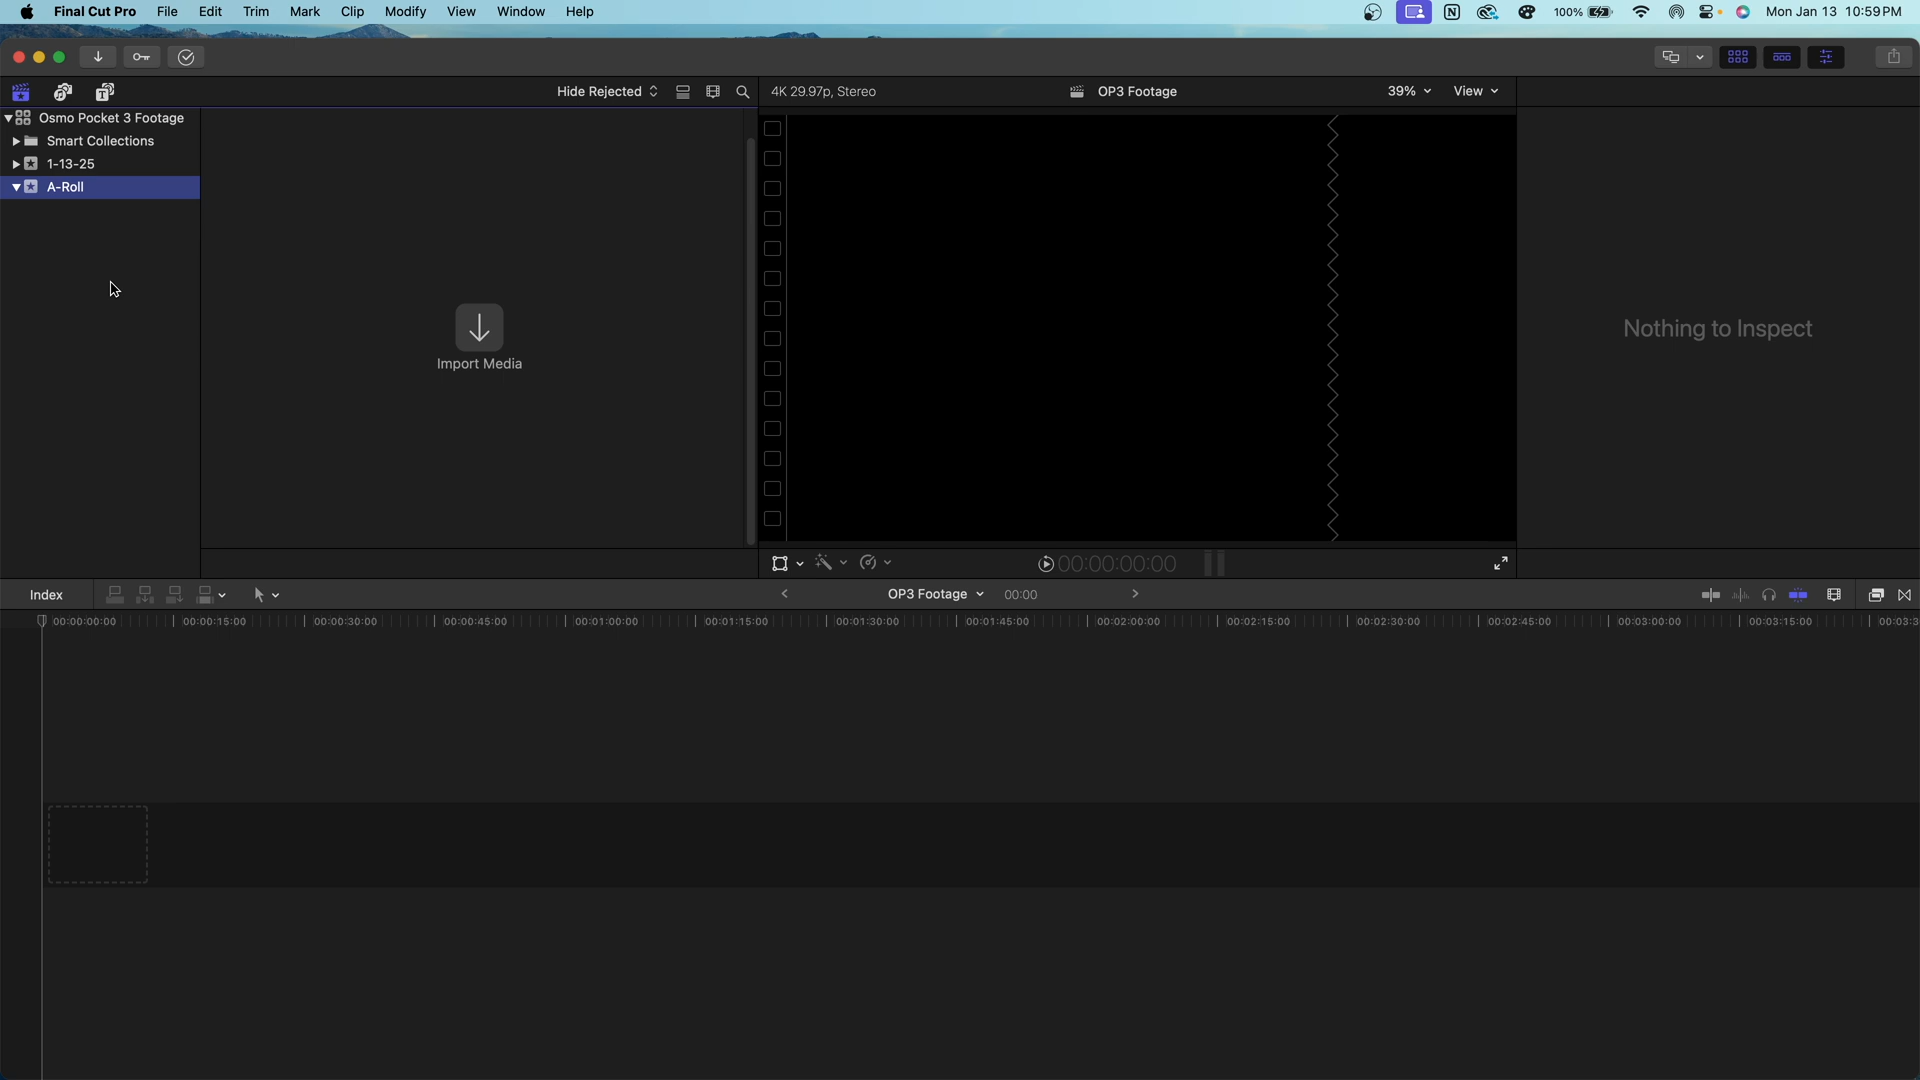 Final Cut Pro File Edit Trim Mark Clip Modify View Window Help 100% Mon Jan 13 10:59 PM
Hide Rejected 4K 29.97p, Stereo OP3 Footage 39% View
Osmo Pocket 3 Footage
Smart Collections
1-13-25
A-Roll
Import Media
Nothing to Inspect
00:00:00:00
Index OP3 Footage 00:00
00:00:00:00 00:00:15:00 00:00:30:00 00:00:45:00 00:01:00:00 00:01:15:00 00:01:30:00 00:01:45:00 00:02:00:00 00:02:15:00 00:02:30:00 00:02:45:00 00:03:00:00 00:03:15:00 00:03:3